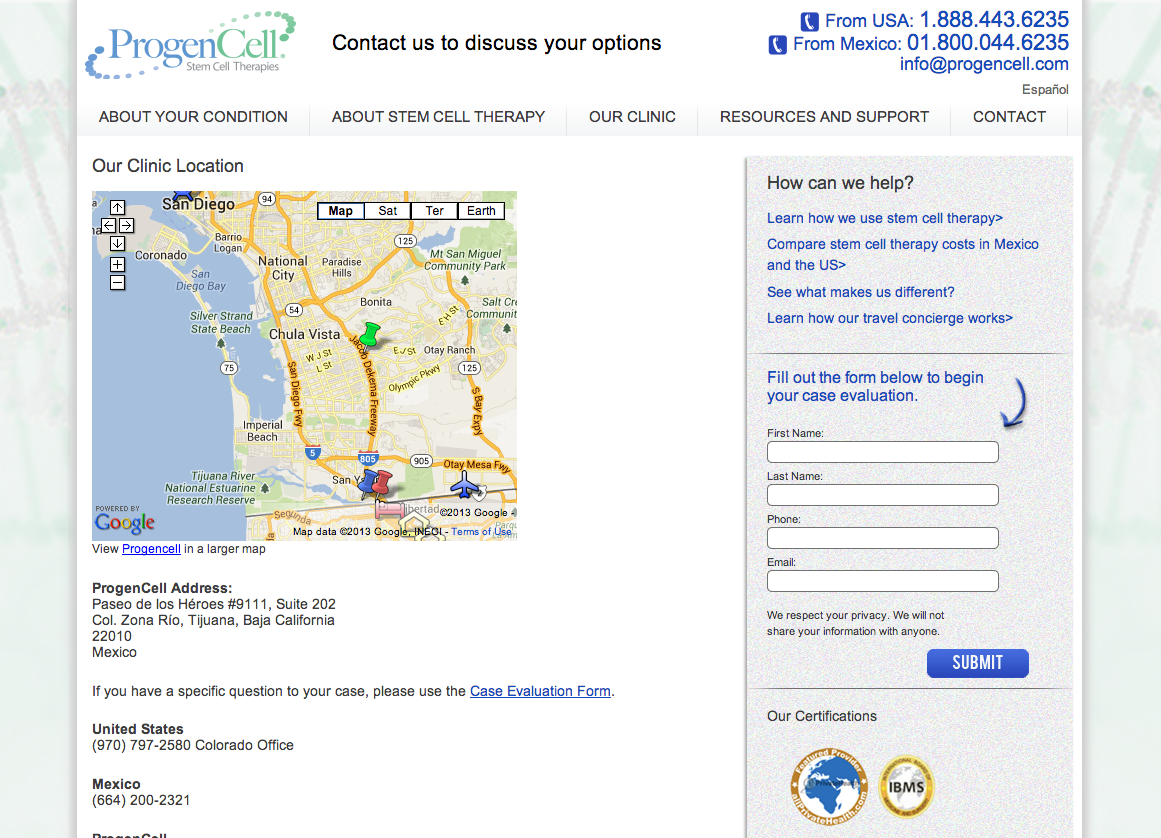 ProgenCell
Stem Cell Therapies
Contact us to discuss your options
From USA: 1.888.443.6235
From Mexico: 01.800.044.6235
info@progencell.com
Español
ABOUT YOUR CONDITION
ABOUT STEM CELL THERAPY
OUR CLINIC
RESOURCES AND SUPPORT
CONTACT
Our Clinic Location
San Diego
94
Map
Sat
Ter
Earth
Barrio
Logan
125
Coronado
National
City
Paradise
Hills
Mt San Miguel
Community Park
San
Diego Bay
Bonita
54
Silver Strand
State Beach
Chula Vista
E H St
W J St
L St
E J St
Otay Ranch
75
125
Jacob Dekema Freeway
San Diego Fwy
Olympic Pkwy
S Bay Expy
Imperial
Beach
5
805
905
Otay Mesa Fwy
Tijuana River
National Estuarine
Research Reserve
POWERED BY
Google
Segunda
©2013 Google
Map data ©2013 Google, INEGI - Terms of Use
View Progencell in a larger map
ProgenCell Address:
Paseo de los Héroes #9111, Suite 202
Col. Zona Río, Tijuana, Baja California
22010
Mexico
If you have a specific question to your case, please use the Case Evaluation Form.
United States
(970) 797-2580 Colorado Office
Mexico
(664) 200-2321
ProgenCell
How can we help?
Learn how we use stem cell therapy>
Compare stem cell therapy costs in Mexico
and the US>
See what makes us different?
Learn how our travel concierge works>
Fill out the form below to begin
your case evaluation.
First Name:
Last Name:
Phone:
Email:
We respect your privacy. We will not
share your information with anyone.
SUBMIT
Our Certifications
Featured Provider
allPrivateHealth.com
IBMS